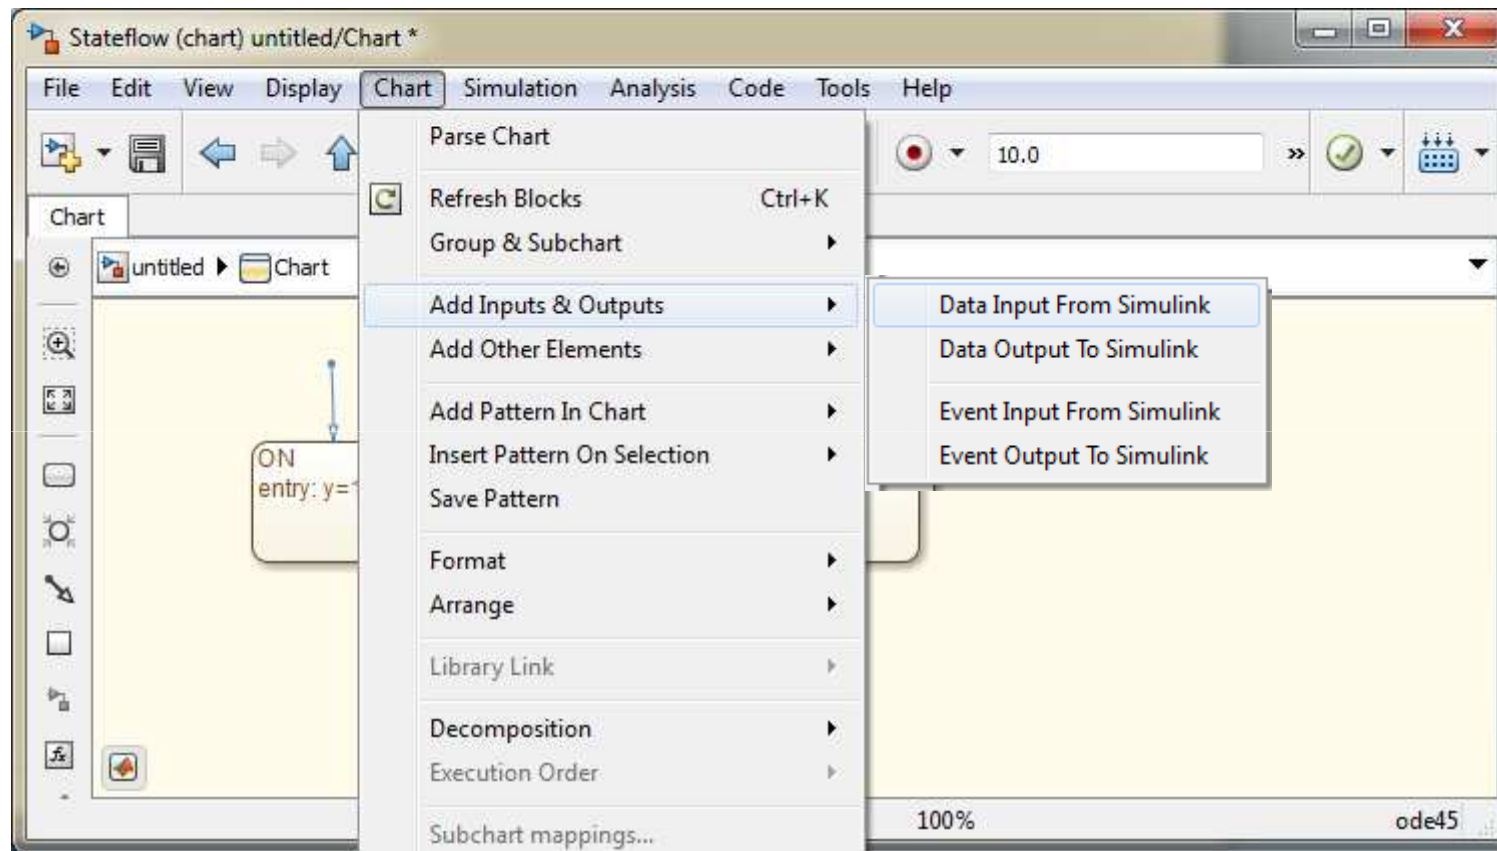 Stateflow (chart) untitled/Chart *
File Edit View Display Chart Simulation Analysis Code Tools Help
Parse Chart
10.0
»
Refresh Blocks Ctrl+K
Chart
Group & Subchart
untitled Chart
Add Inputs & Outputs
Data Input From Simulink
Add Other Elements
Data Output To Simulink
Add Pattern In Chart
Event Input From Simulink
ON
Insert Pattern On Selection
Event Output To Simulink
entry: y=
Save Pattern
Format
Arrange
Library Link
Decomposition
fx
Execution Order
100%
ode45
Subchart mappings...